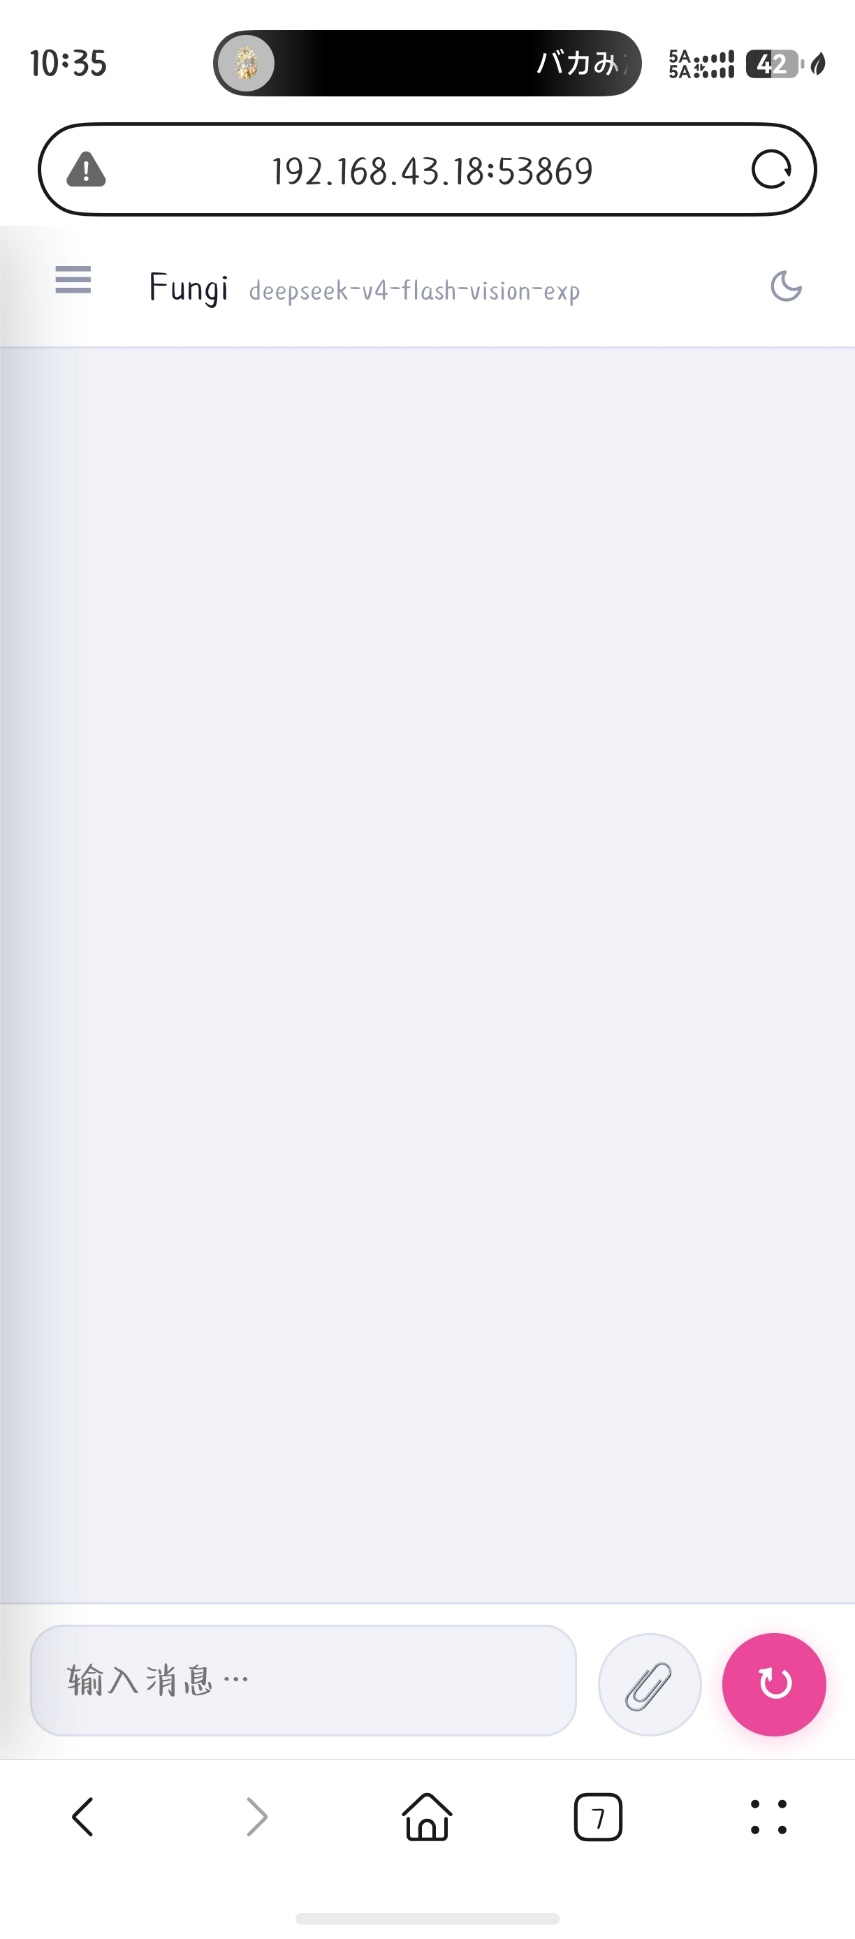 10:35
バカみ
5A
5A
42
192.168.43.18:53869
Fungi deepseek-v4-flash-vision-exp
输入消息…
7